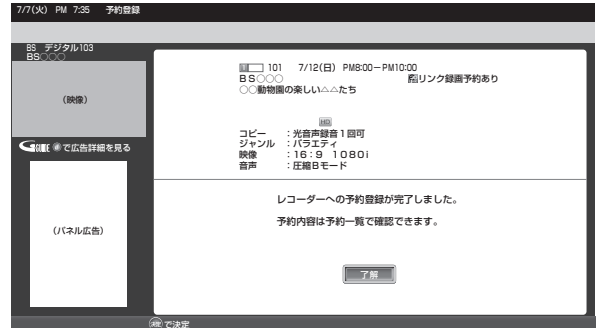 7/7(火) PM 7:35 予約登録
BS デジタル103
BS○○○
(映像)
GGUIDE で広告詳細を見る
(パネル広告)
101 7/12(日) PM8:00－PM10:00
BS○○○ リンク録画予約あり
○○動物園の楽しい△△たち
HD
コピー ：光音声録音1回可
ジャンル ：バラエティ
映像 ：16：9 1080i
音声 ：圧縮Bモード
レコーダーへの予約登録が完了しました。
予約内容は予約一覧で確認できます。
了解
決定 で決定